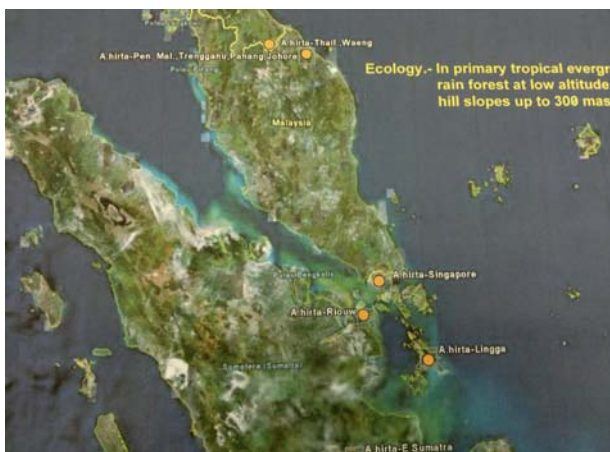 A.hirta-Thail.,Waeng
A.hirta-Pen. Mal.,Trengganu,Pahang,Johore
Ecology.- In primary tropical evergr
rain forest at low altitude
hill slopes up to 300 mas
Malaysia
A.hirta-Singapore
A.hirta-Riouw
A.hirta-Lingga
Sumatera (Sumatra)
A.hirta-E Sumatra